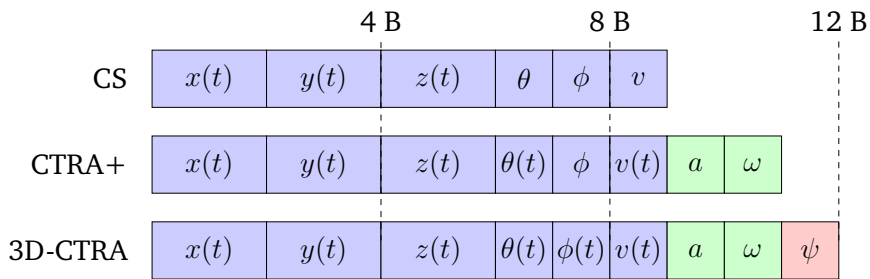 4 B 8 B 12 B
CS x(t) y(t) z(t) θ ϕ v
CTRA+ x(t) y(t) z(t) θ(t) ϕ v(t) a ω
3D-CTRA x(t) y(t) z(t) θ(t) ϕ(t) v(t) a ω ψ